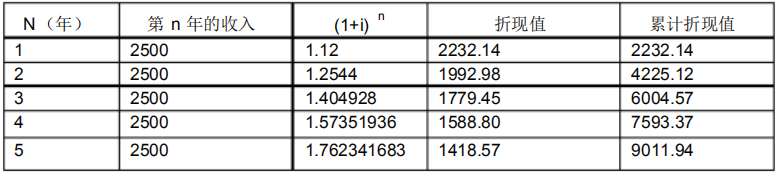 N（年） 第 n 年的收入 (1+i) n 折现值 累计折现值
1 2500 1.12 2232.14 2232.14
2 2500 1.2544 1992.98 4225.12
3 2500 1.404928 1779.45 6004.57
4 2500 1.57351936 1588.80 7593.37
5 2500 1.762341683 1418.57 9011.94